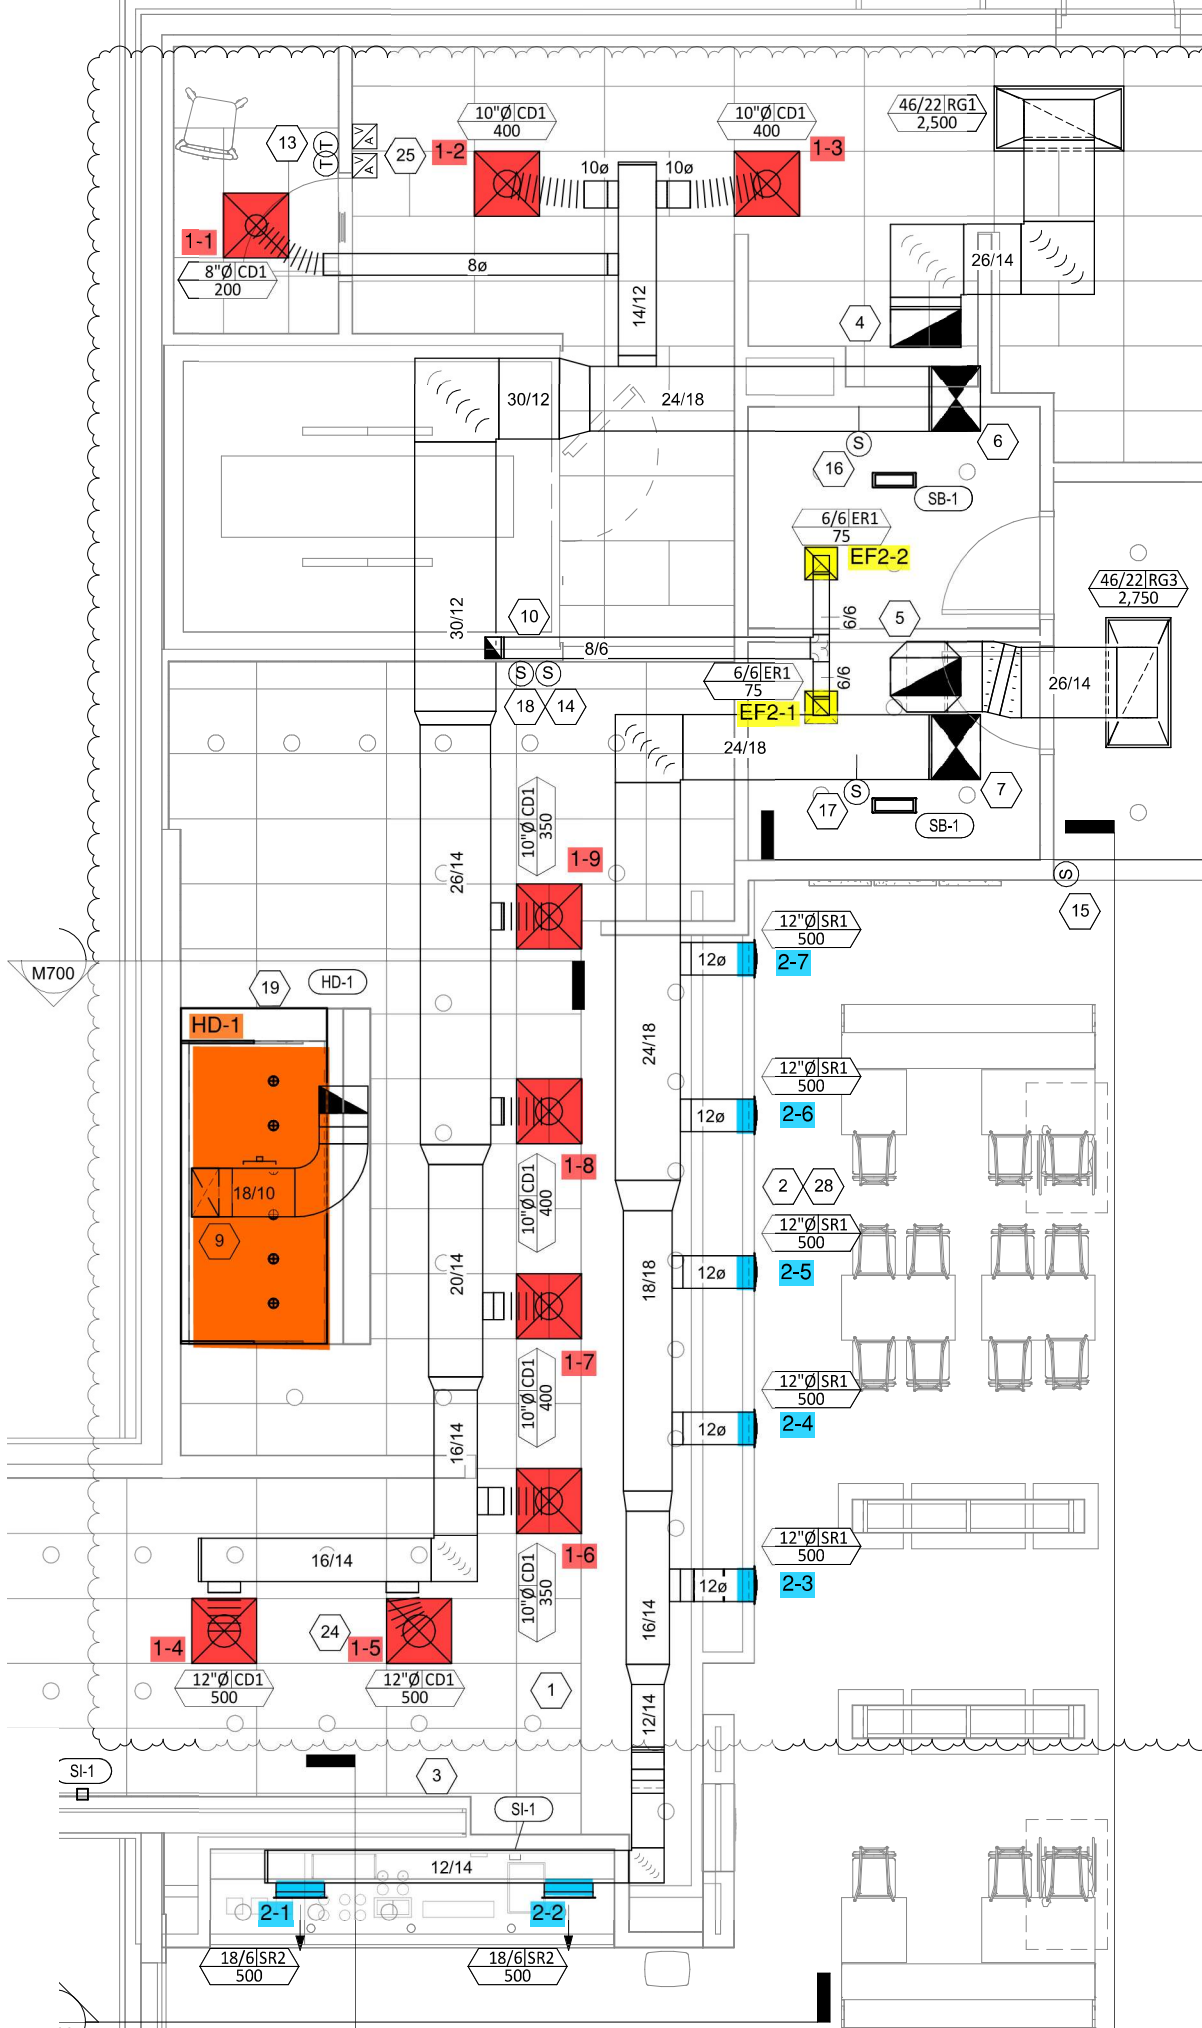 10"Ø CD1
400
10"Ø CD1
400
46/22 RG1
2,500
13
T
T
V
A
V
A
25
1-2
1-3
10ø
10ø
1-1
8"Ø CD1
200
8ø
14/12
26/14
4
30/12
24/18
6
S
16
SB-1
6/6 ER1
75
EF2-2
46/22 RG3
2,750
30/12
10
8/6
6/6
5
6/6
S
S
18
14
6/6 ER1
75
EF2-1
26/14
24/18
7
S
17
SB-1
10"Ø CD1
350
1-9
26/14
S
15
12"Ø SR1
500
2-7
12ø
M700
19
HD-1
HD-1
24/18
12"Ø SR1
500
2-6
12ø
1-8
10"Ø CD1
400
18/10
9
2
28
12"Ø SR1
500
2-5
12ø
20/14
18/18
1-7
10"Ø CD1
400
12"Ø SR1
500
2-4
12ø
16/14
1-6
10"Ø CD1
350
12"Ø SR1
500
2-3
12ø
16/14
16/14
1-4
24
1-5
12"Ø CD1
500
12"Ø CD1
500
1
12/14
SI-1
3
SI-1
12/14
2-1
2-2
18/6 SR2
500
18/6 SR2
500